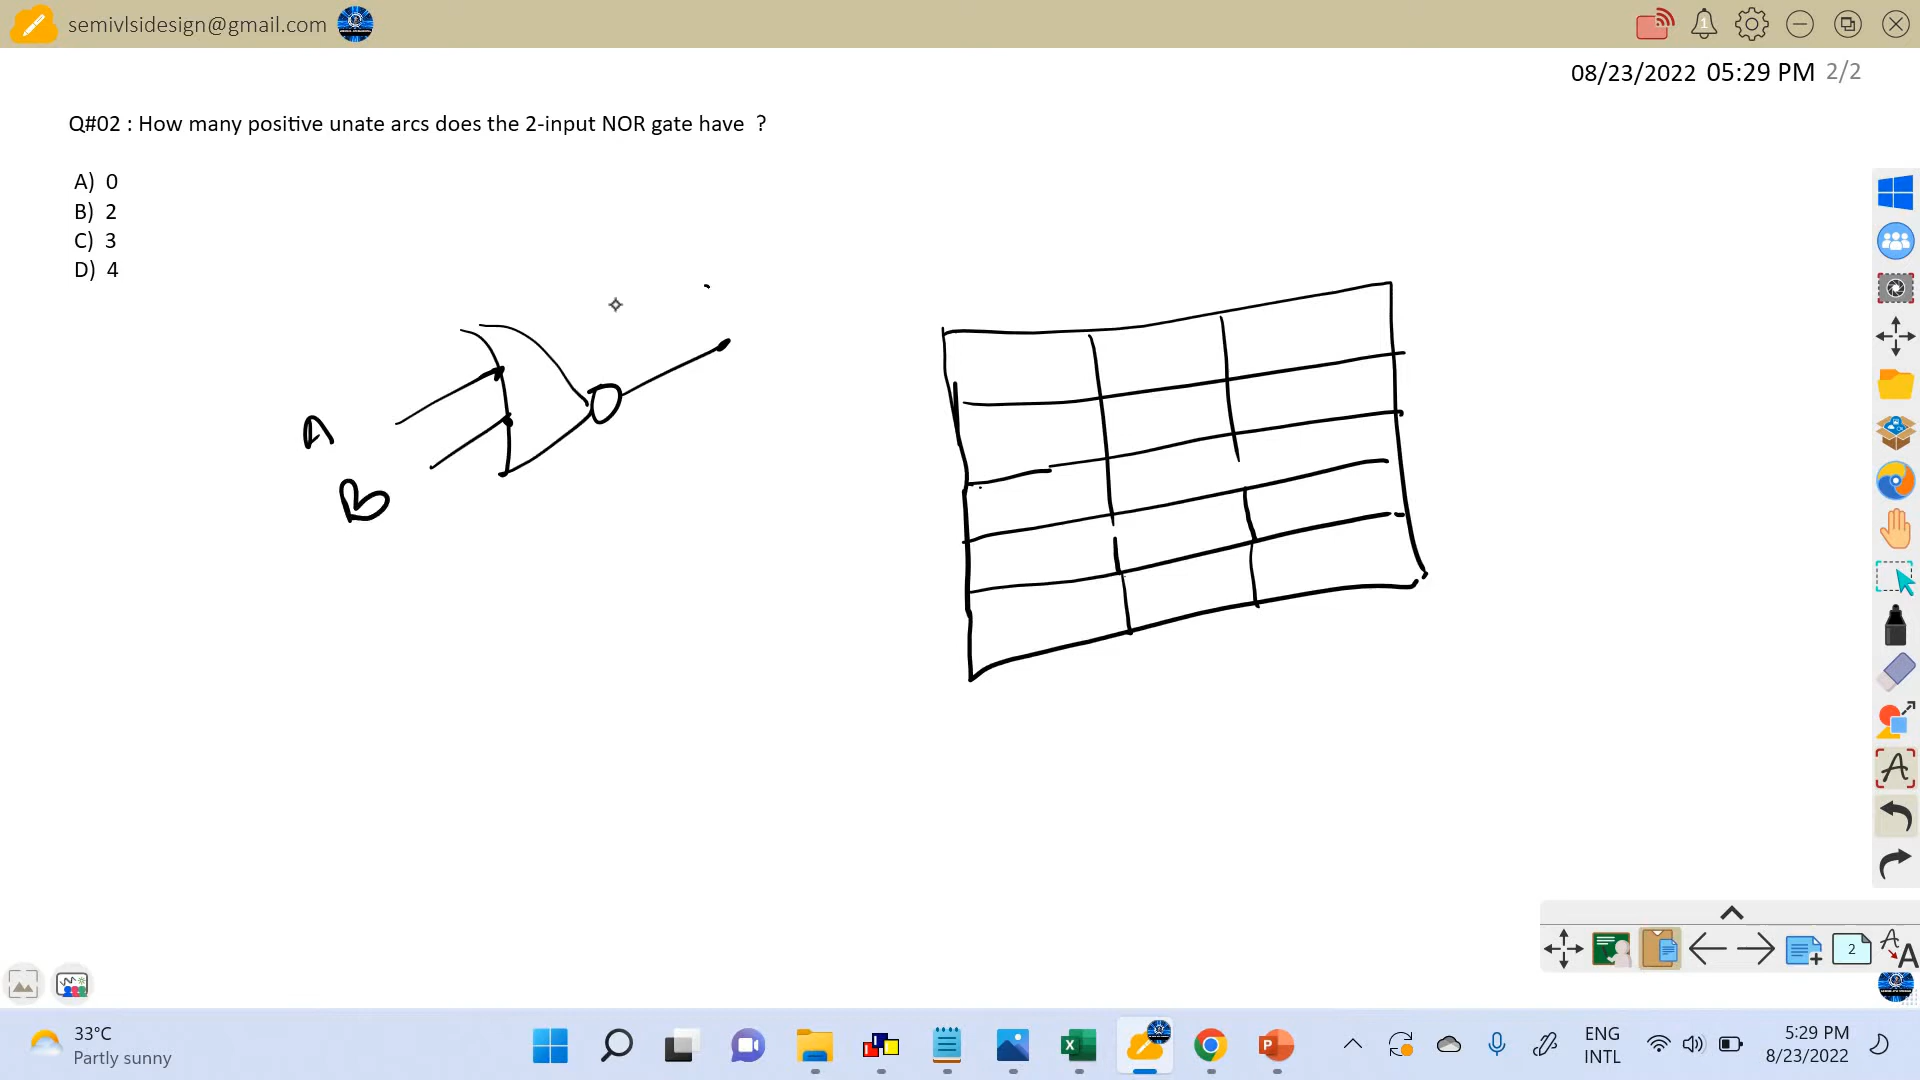 semivlsidesign@gmail.com
1
08/23/2022 05:29 PM 2/2
Q#02 : How many positive unate arcs does the 2-input NOR gate have ?
A) 0
B) 2
C) 3
D) 4
A
B
2
33°C
Partly sunny
ENG
INTL
5:29 PM
8/23/2022